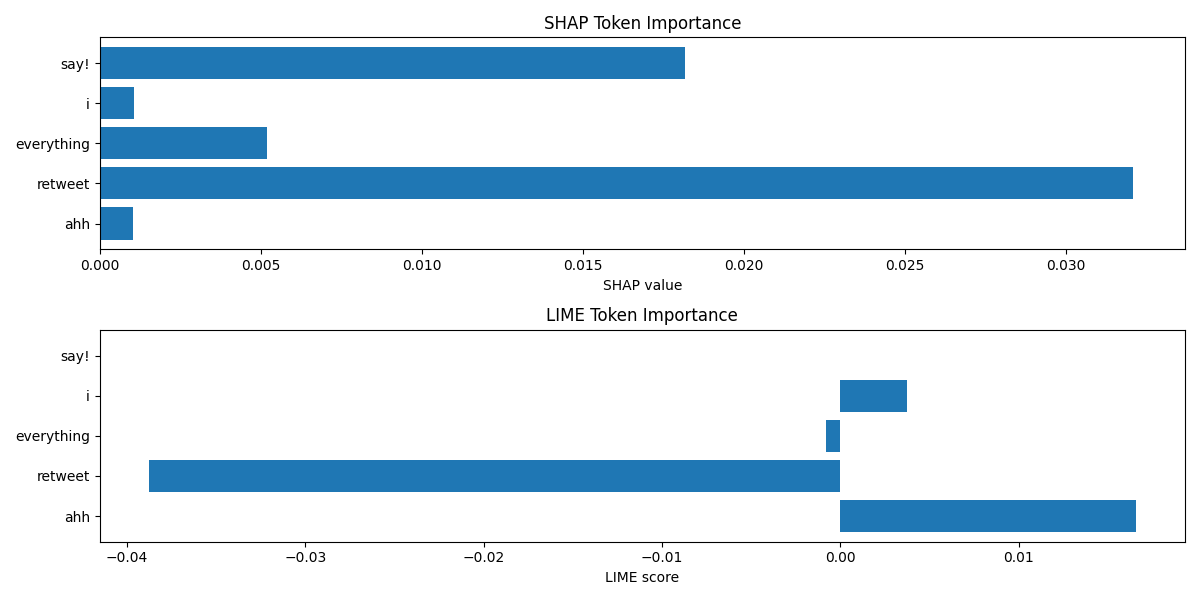 SHAP Token Importance
say!
i
everything
retweet
ahh
0.000 0.005 0.010 0.015 0.020 0.025 0.030
SHAP value
LIME Token Importance
say!
i
everything
retweet
ahh
−0.04 −0.03 −0.02 −0.01 0.00 0.01
LIME score